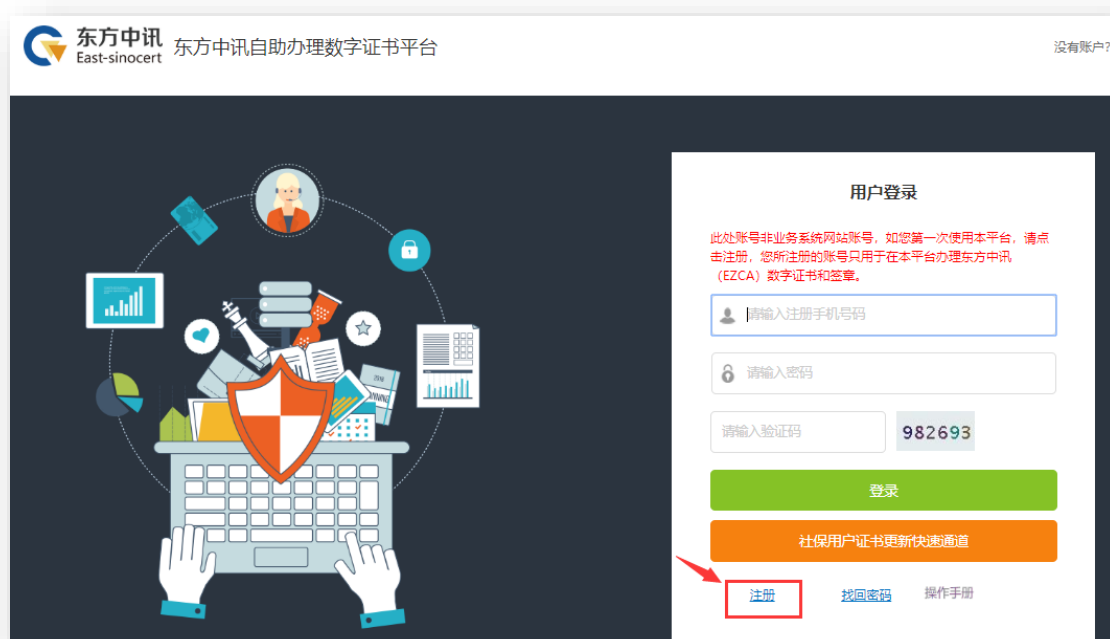 东方中讯
East-sinocert
东方中讯自助办理数字证书平台
没有账户?
用户登录
此处账号非业务系统网站账号，如您第一次使用本平台，请点
击注册，您所注册的账号只用于在本平台办理东方中讯
（EZCA）数字证书和签章。
请输入注册手机号码
请输入密码
请输入验证码
982693
登录
社保用户证书更新快速通道
注册
找回密码
操作手册